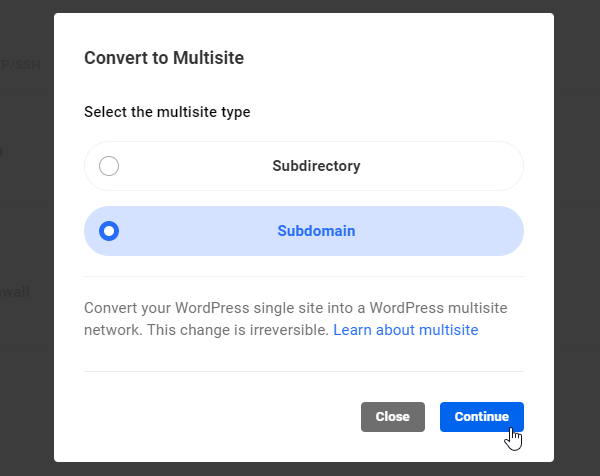 P/SSH
Convert to Multisite
Select the multisite type
Subdirectory
Subdomain
wall
Convert your WordPress single site into a WordPress multisite
network. This change is irreversible. Learn about multisite
Close
Continue